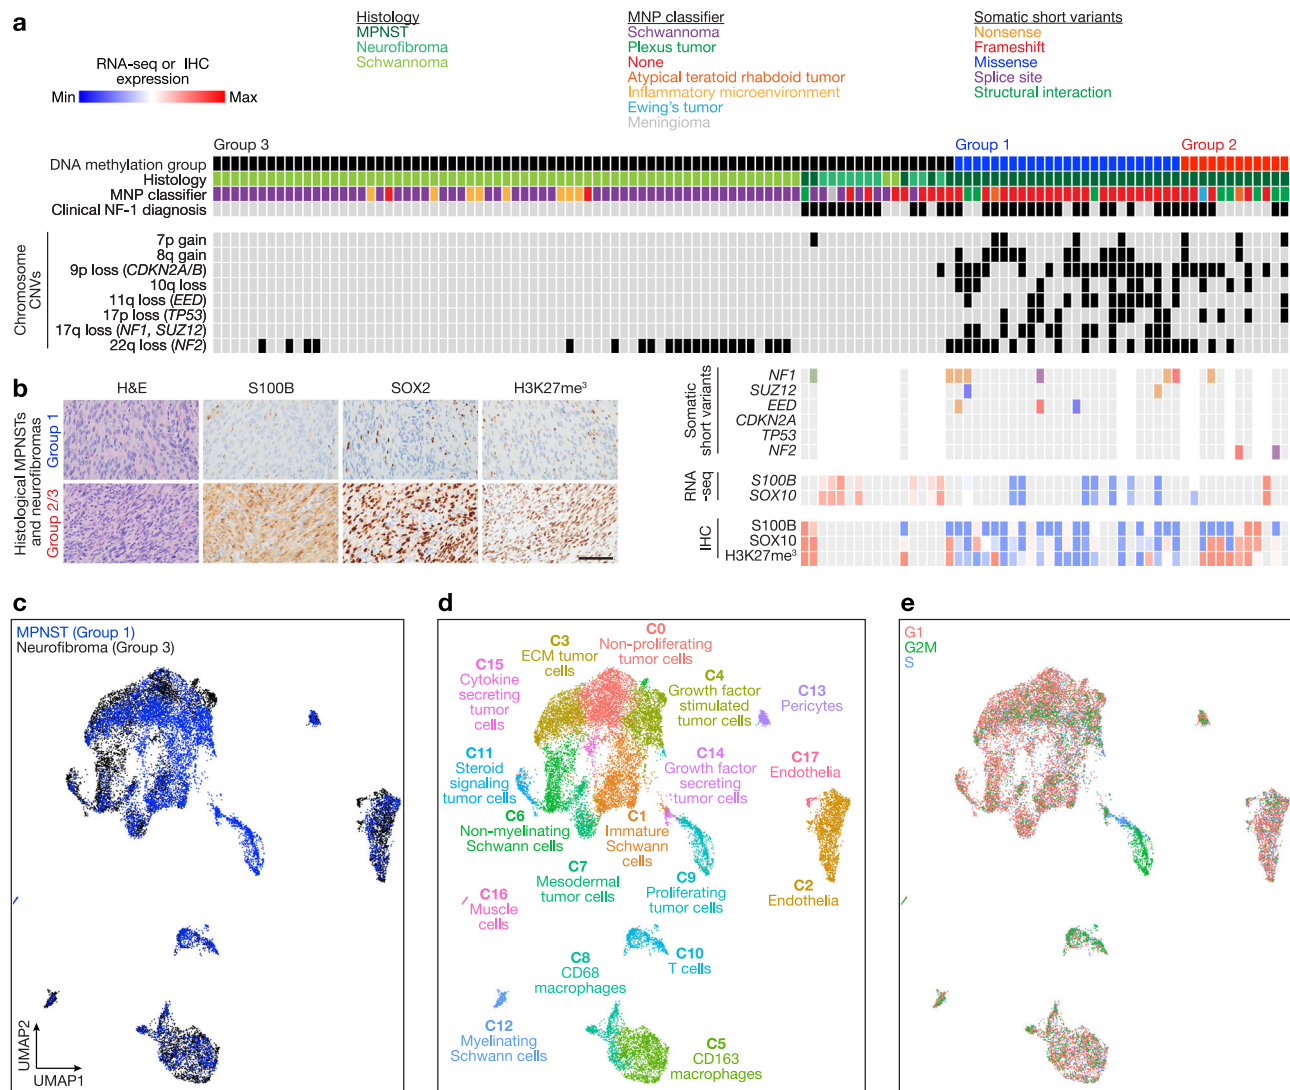 a
Histology
MPNST
Neurofibroma
Schwannoma
MNP classifier
Schwannoma
Plexus tumor
None
Atypical teratoid rhabdoid tumor
Inflammatory microenvironment
Ewing's tumor
Meningioma
Somatic short variants
Nonsense
Frameshift
Missense
Splice site
Structural interaction
RNA-seq or IHC
expression
Min
Max
Group 3
Group 1
Group 2
DNA methylation group
Histology
MNP classifier
Clinical NF-1 diagnosis
Chromosome
CNVs
7p gain
8q gain
9p loss (CDKN2A/B)
10q loss
11q loss (EED)
17p loss (TP53)
17q loss (NF1, SUZ12)
22q loss (NF2)
Somatic
short variants
NF1
SUZ12
EED
CDKN2A
TP53
NF2
RNA
-seq
S100B
SOX10
IHC
S100B
SOX10
H3K27me³
b
H&E
S100B
SOX2
H3K27me³
Histological MPNSTs
and neurofibromas
Group 1
Group 2/3
c
MPNST (Group 1)
Neurofibroma (Group 3)
UMAP2
UMAP1
d
C0
Non-proliferating
tumor cells
C3
ECM tumor
cells
C15
Cytokine
secreting
tumor
cells
C4
Growth factor
stimulated
tumor cells
C13
Pericytes
C11
Steroid
signaling
tumor cells
C14
Growth factor
secreting
tumor cells
C17
Endothelia
C6
Non-myelinating
Schwann cells
C1
Immature
Schwann
cells
C7
Mesodermal
tumor cells
C9
Proliferating
tumor cells
C2
Endothelia
C16
Muscle
cells
C10
T cells
C8
CD68
macrophages
C12
Myelinating
Schwann cells
C5
CD163
macrophages
e
G1
G2M
S